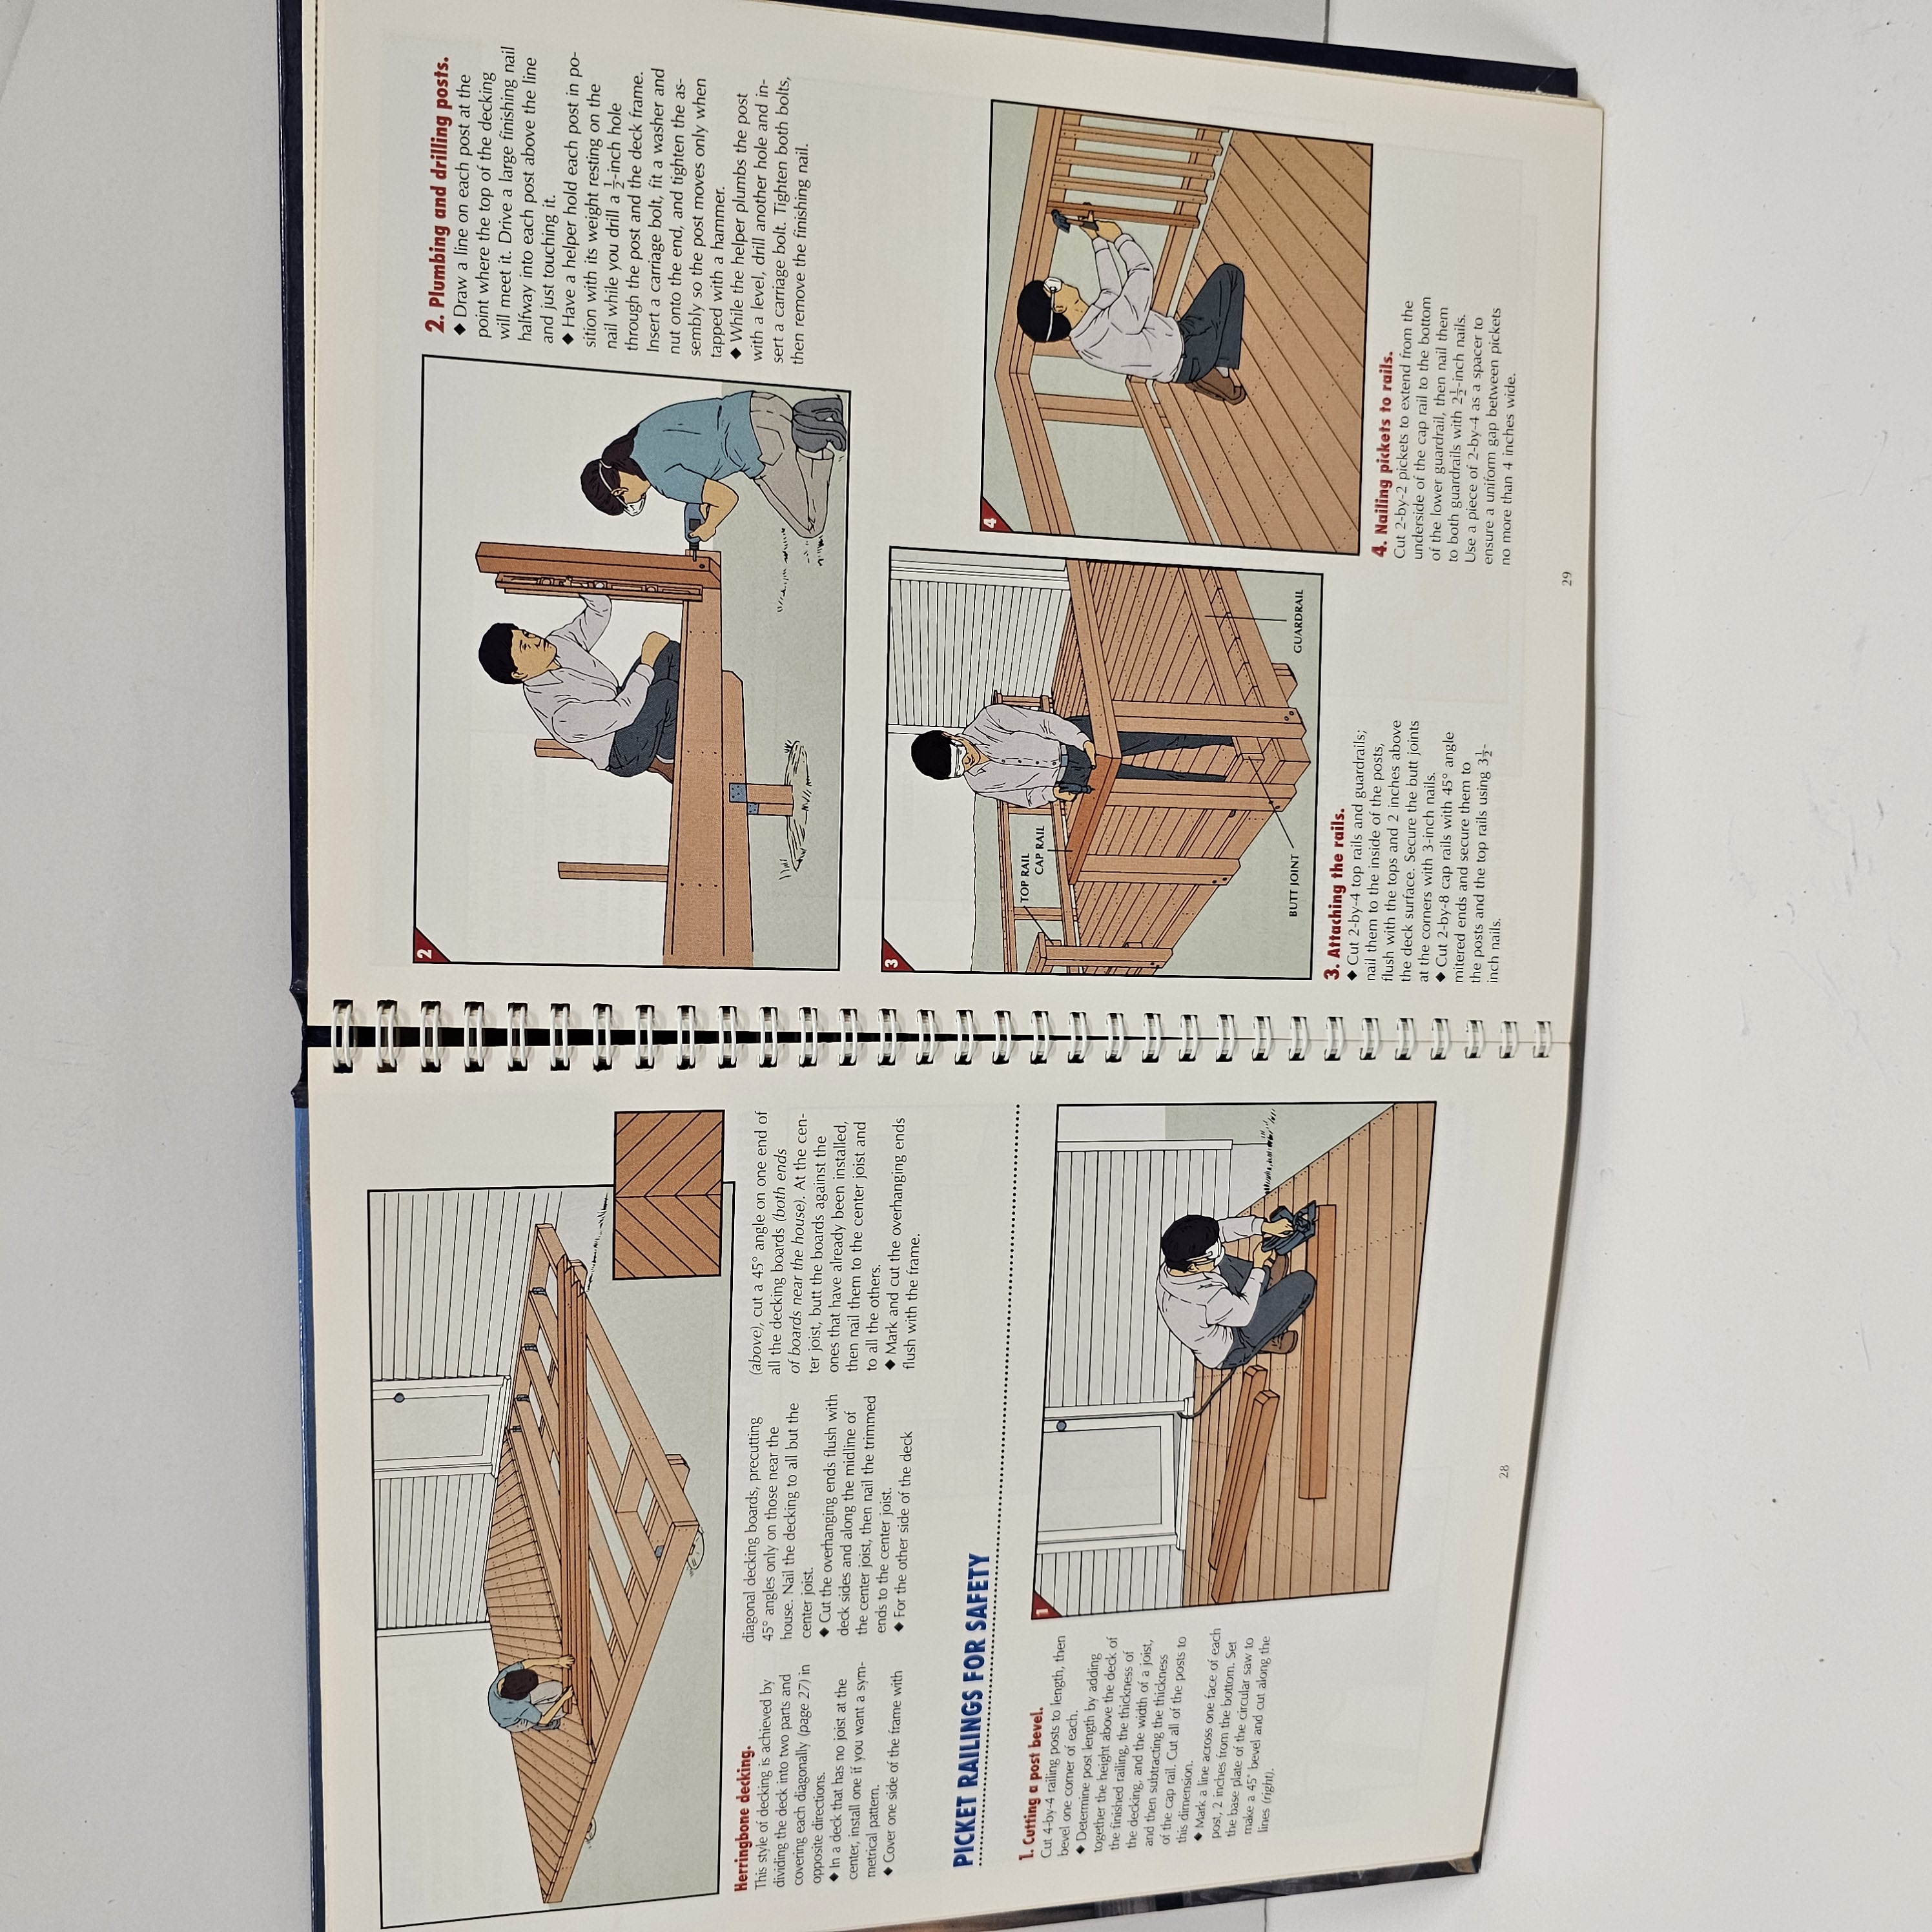 Herringbone decking.
This style of decking is achieved by
dividing the deck into two parts and
covering each diagonally (page 27) in
opposite directions.
◆ In a deck that has no joist at the
center, install one if you want a sym-
metrical pattern.
◆ Cover one side of the frame with
diagonal decking boards, precutting
45° angles only on those near the
house. Nail the decking to all but the
center joist.
◆ Cut the overhanging ends flush with
deck sides and along the midline of
the center joist, then nail the trimmed
ends to the center joist.
◆ For the other side of the deck
(above), cut a 45° angle on one end of
all the decking boards (both ends
of boards near the house). At the cen-
ter joist, butt the boards against the
ones that have already been installed,
then nail them to the center joist and
to all the others.
◆ Mark and cut the overhanging ends
flush with the frame.
PICKET RAILINGS FOR SAFETY
1. Cutting a post bevel.
Cut 4-by-4 railing posts to length, then
bevel one corner of each.
◆ Determine post length by adding
together the height above the deck of
the finished railing, the thickness of
the decking, and the width of a joist,
and then subtracting the thickness
of the cap rail. Cut all of the posts to
this dimension.
◆ Mark a line across one face of each
post, 2 inches from the bottom. Set
the base plate of the circular saw to
make a 45° bevel and cut along the
lines (right).
1
28
2
2. Plumbing and drilling posts.
◆ Draw a line on each post at the
point where the top of the decking
will meet it. Drive a large finishing nail
halfway into each post above the line
and just touching it.
◆ Have a helper hold each post in po-
sition with its weight resting on the
nail while you drill a ½-inch hole
through the post and the deck frame.
Insert a carriage bolt, fit a washer and
nut onto the end, and tighten the as-
sembly so the post moves only when
tapped with a hammer.
◆ While the helper plumbs the post
with a level, drill another hole and in-
sert a carriage bolt. Tighten both bolts,
then remove the finishing nail.
3
TOP RAIL
CAP RAIL
BUTT JOINT
GUARDRAIL
3. Attaching the rails.
◆ Cut 2-by-4 top rails and guardrails;
nail them to the inside of the posts,
flush with the tops and 2 inches above
the deck surface. Secure the butt joints
at the corners with 3-inch nails.
◆ Cut 2-by-8 cap rails with 45° angle
mitered ends and secure them to
the posts and the top rails using 3½-
inch nails.
4
4. Nailing pickets to rails.
Cut 2-by-2 pickets to extend from the
underside of the cap rail to the bottom
of the lower guardrail, then nail them
to both guardrails with 2½-inch nails.
Use a piece of 2-by-4 as a spacer to
ensure a uniform gap between pickets
no more than 4 inches wide.
29